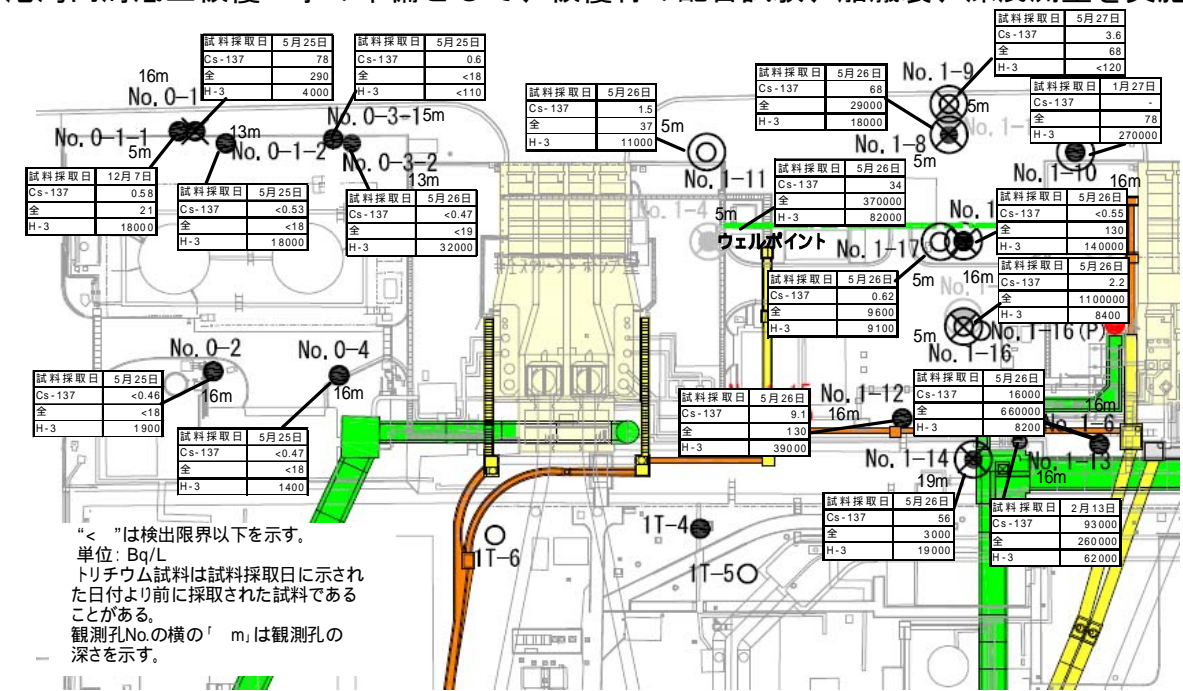 試料採取日 5月25日
Cs-137 78
全 290
H-3 4000
試料採取日 5月25日
Cs-137 0.6
全 <18
H-3 <110
試料採取日 5月27日
Cs-137 3.6
全 68
H-3 <120
試料採取日 5月26日
Cs-137 68
全 29000
H-3 18000
試料採取日 1月27日
Cs-137 -
全 78
H-3 270000
試料採取日 5月26日
Cs-137 1.5
全 37
H-3 11000
16m
No. 0-1
No. 0-1-1
5m
13m
No. 0-1-2
No. 0-3-1
5m
No. 0-3-2
13m
5m
No. 1-11
No. 1-9
5m
No. 1-8
5m
No. 1-10
16m
試料採取日 12月7日
Cs-137 0.58
全 21
H-3 18000
試料採取日 5月25日
Cs-137 <0.53
全 <18
H-3 18000
試料採取日 5月26日
Cs-137 <0.47
全 <19
H-3 32000
試料採取日 5月26日
Cs-137 34
全 370000
H-3 82000
試料採取日 5月26日
Cs-137 <0.55
全 130
H-3 140000
No. 1-4
5m
ウェルポイント
No. 1-17
5m
No. 1
16m
試料採取日 5月26日
Cs-137 0.62
全 9600
H-3 9100
試料採取日 5月26日
Cs-137 2.2
全 1100000
H-3 8400
5m
No. 1-16
No. 1-16(P)
No. 0-2
16m
No. 0-4
16m
試料採取日 5月25日
Cs-137 <0.46
全 <18
H-3 1900
試料採取日 5月25日
Cs-137 <0.47
全 <18
H-3 1400
試料採取日 5月26日
Cs-137 9.1
全 130
H-3 39000
16m
No. 1-12
試料採取日 5月26日
Cs-137 16000
全 660000
H-3 8200
16m
No. 1-6
No. 1-14
19m
No. 1-13
16m
試料採取日 5月26日
Cs-137 56
全 3000
H-3 19000
試料採取日 2月13日
Cs-137 93000
全 260000
H-3 62000
1T-6
1T-4
1T-5
“< ”は検出限界以下を示す。
単位: Bq/L
トリチウム試料は試料採取日に示され
た日付より前に採取された試料である
ことがある。
観測孔No.の横の「 m」は観測孔の
深さを示す。